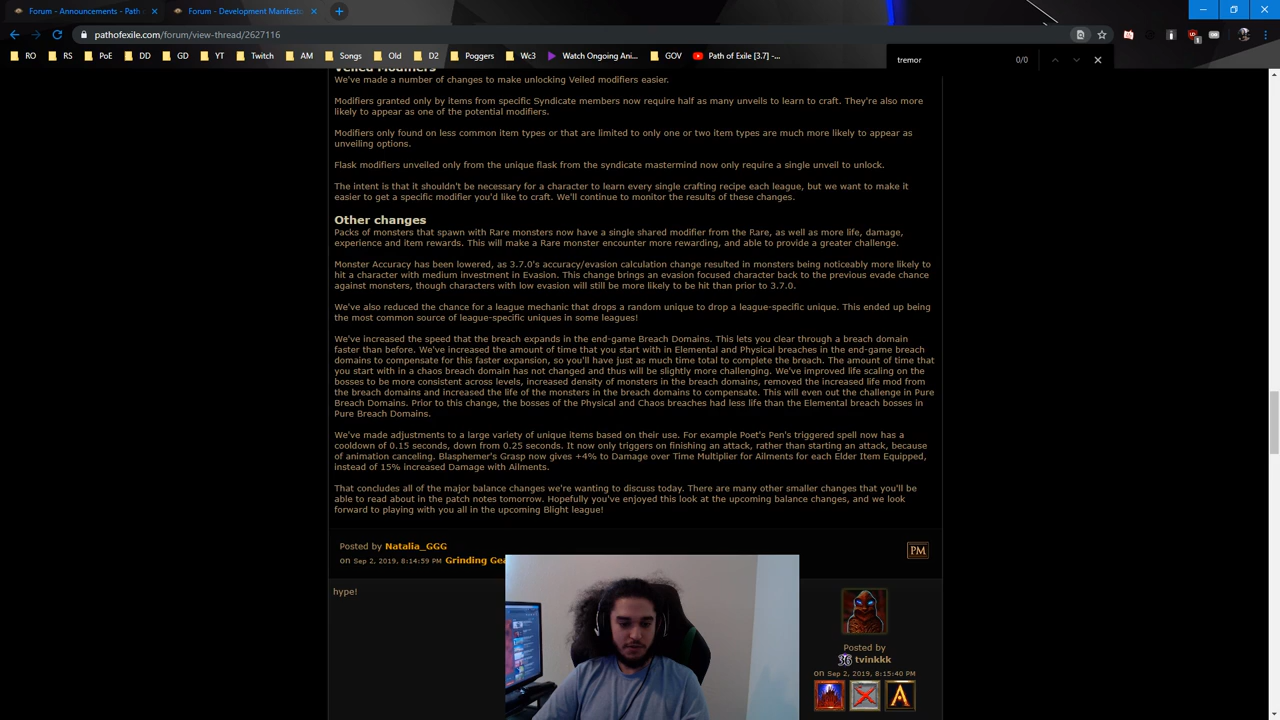 Forum - Announcements - Path o
Forum - Development Manifesto
pathofexile.com/forum/view-thread/2627116
RO RS PoE DD GD YT Twitch AM Songs Old D2 Poggers Wc3 Watch Ongoing Ani... GOV Path of Exile [3.7] –...
tremor 0/0
Veiled Modifiers
We've made a number of changes to make unlocking Veiled modifiers easier.
Modifiers granted only by items from specific Syndicate members now require half as many unveils to learn to craft. They're also more
likely to appear as one of the potential modifiers.
Modifiers only found on less common item types or that are limited to only one or two item types are much more likely to appear as
unveiling options.
Flask modifiers unveiled only from the unique flask from the syndicate mastermind now only require a single unveil to unlock.
The intent is that it shouldn't be necessary for a character to learn every single crafting recipe each league, but we want to make it
easier to get a specific modifier you'd like to craft. We'll continue to monitor the results of these changes.
Other changes
Packs of monsters that spawn with Rare monsters now have a single shared modifier from the Rare, as well as more life, damage,
experience and item rewards. This will make a Rare monster encounter more rewarding, and able to provide a greater challenge.
Monster Accuracy has been lowered, as 3.7.0's accuracy/evasion calculation change resulted in monsters being noticeably more likely to
hit a character with medium investment in Evasion. This change brings an evasion focused character back to the previous evade chance
against monsters, though characters with low evasion will still be more likely to be hit than prior to 3.7.0.
We've also reduced the chance for a league mechanic that drops a random unique to drop a league-specific unique. This ended up being
the most common source of league-specific uniques in some leagues!
We've increased the speed that the breach expands in the end-game Breach Domains. This lets you clear through a breach domain
faster than before. We've increased the amount of time that you start with in Elemental and Physical breaches in the end-game breach
domains to compensate for this faster expansion, so you'll have just as much time total to complete the breach. The amount of time that
you start with in a chaos breach domain has not changed and thus will be slightly more challenging. We've improved life scaling on the
bosses to be more consistent across levels, increased density of monsters in the breach domains, removed the increased life mod from
the breach domains and increased the life of the monsters in the breach domains to compensate. This will even out the challenge in Pure
Breach Domains. Prior to this change, the bosses of the Physical and Chaos breaches had less life than the Elemental breach bosses in
Pure Breach Domains.
We've made adjustments to a large variety of unique items based on their use. For example Poet's Pen's triggered spell now has a
cooldown of 0.15 seconds, down from 0.25 seconds. It now only triggers on finishing an attack, rather than starting an attack, because
of animation canceling. Blasphemer's Grasp now gives +4% to Damage over Time Multiplier for Ailments for each Elder Item Equipped,
instead of 15% increased Damage with Ailments.
That concludes all of the major balance changes we're wanting to discuss today. There are many other smaller changes that you'll be
able to read about in the patch notes tomorrow. Hopefully you've enjoyed this look at the upcoming balance changes, and we look
forward to playing with you all in the upcoming Blight league!
Posted by Natalia_GGG
on Sep 2, 2019, 8:14:59 PM Grinding Gea
PM
hype!
Posted by
36 tvinkkk
on Sep 2, 2019, 8:15:40 PM